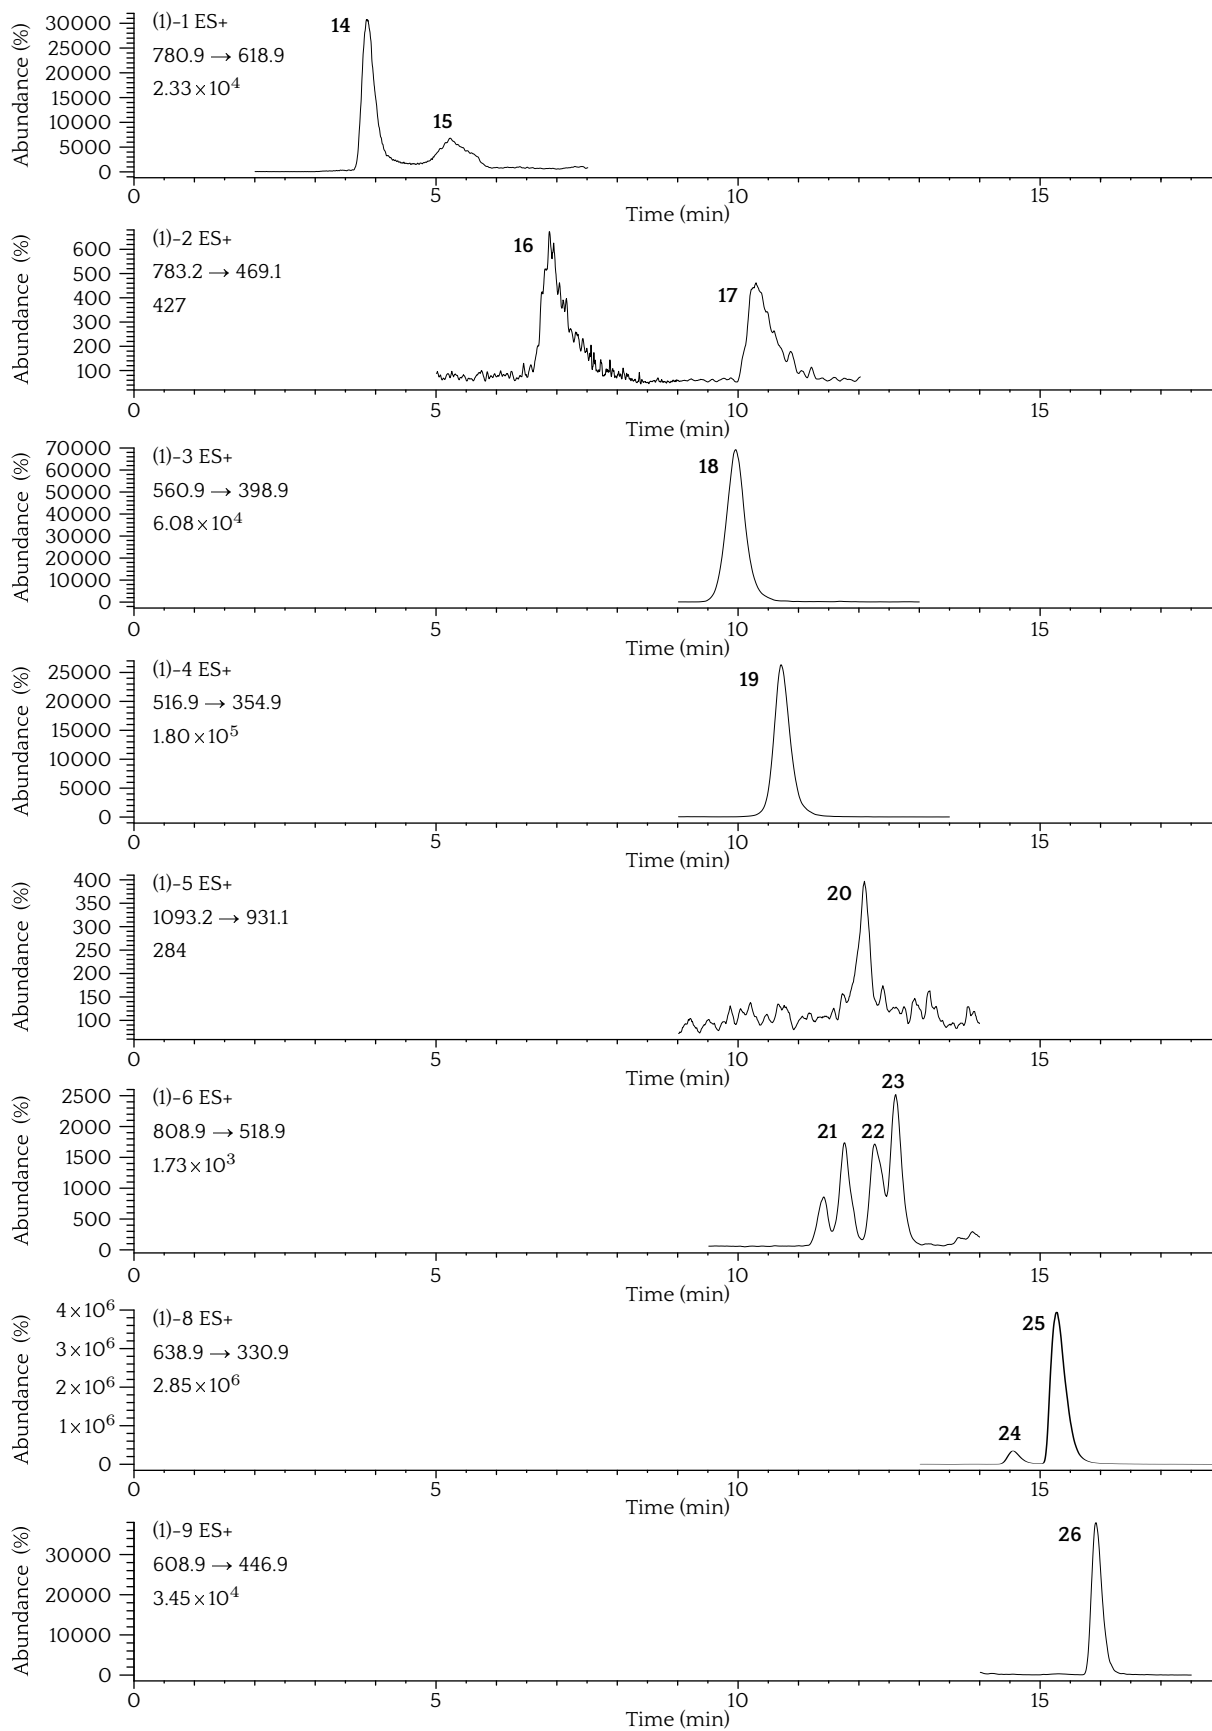 Abundance (%)
30000
25000
20000
15000
10000
5000
0
(1)-1 ES+
780.9 → 618.9
2.33×10⁴
14
15
0 5 10 15
Time (min)
Abundance (%)
600
500
400
300
200
100
(1)-2 ES+
783.2 → 469.1
427
16
17
0 5 10 15
Time (min)
Abundance (%)
70000
60000
50000
40000
30000
20000
10000
0
(1)-3 ES+
560.9 → 398.9
6.08×10⁴
18
0 5 10 15
Time (min)
Abundance (%)
25000
20000
15000
10000
5000
0
(1)-4 ES+
516.9 → 354.9
1.80×10⁵
19
0 5 10 15
Time (min)
Abundance (%)
400
350
300
250
200
150
100
(1)-5 ES+
1093.2 → 931.1
284
20
0 5 10 15
Time (min)
Abundance (%)
2500
2000
1500
1000
500
0
(1)-6 ES+
808.9 → 518.9
1.73×10³
21
22
23
0 5 10 15
Time (min)
Abundance (%)
4×10⁶
3×10⁶
2×10⁶
1×10⁶
0
(1)-8 ES+
638.9 → 330.9
2.85×10⁶
24
25
0 5 10 15
Time (min)
Abundance (%)
30000
20000
10000
0
(1)-9 ES+
608.9 → 446.9
3.45×10⁴
26
0 5 10 15
Time (min)